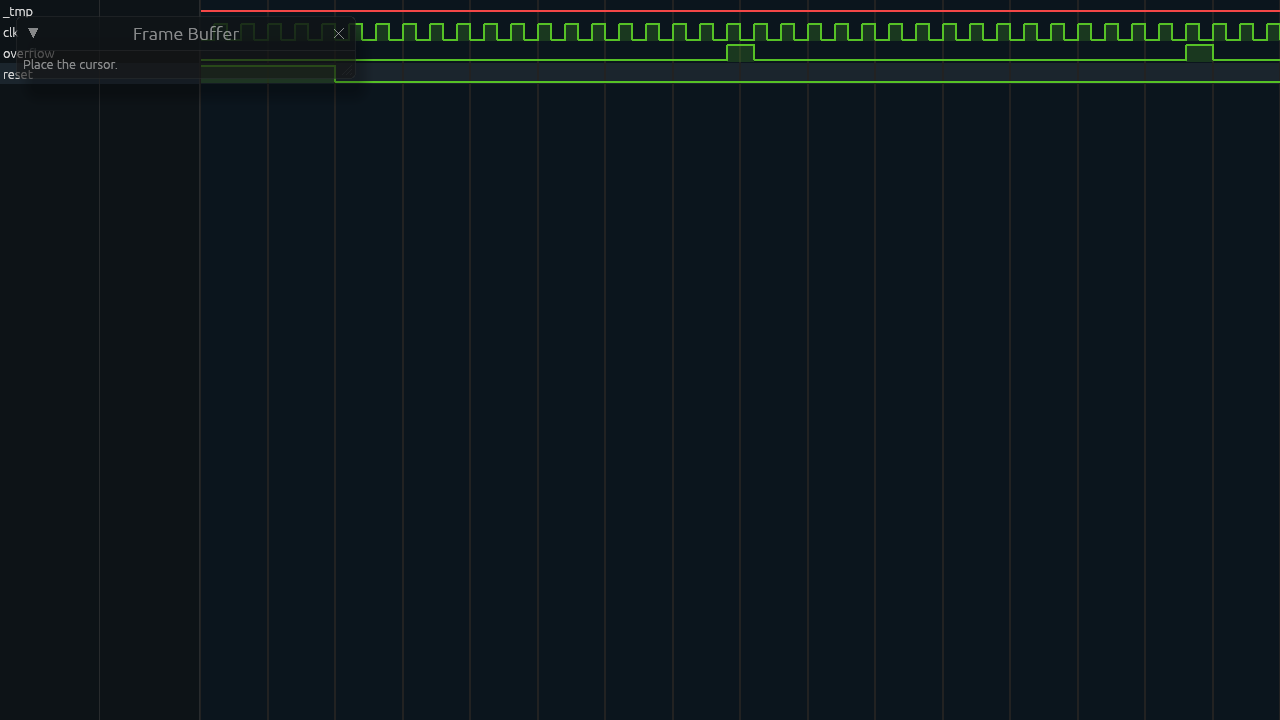 _tmp
clk
Frame Buffer
overflow
Place the cursor.
reset